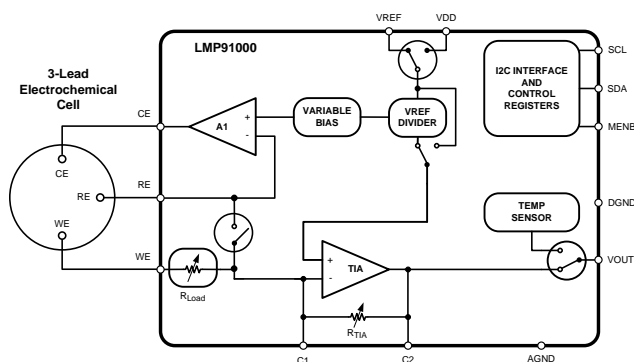 VREF
VDD
LMP91000
SCL
3-Lead
Electrochemical
Cell
I2C INTERFACE
AND
CONTROL
REGISTERS
SDA
CE
A1
+
-
VARIABLE
BIAS
VREF
DIVIDER
MENB
CE
RE
RE
WE
TEMP
SENSOR
DGND
WE
RLoad
+
-
TIA
VOUT
RTIA
C1
C2
AGND